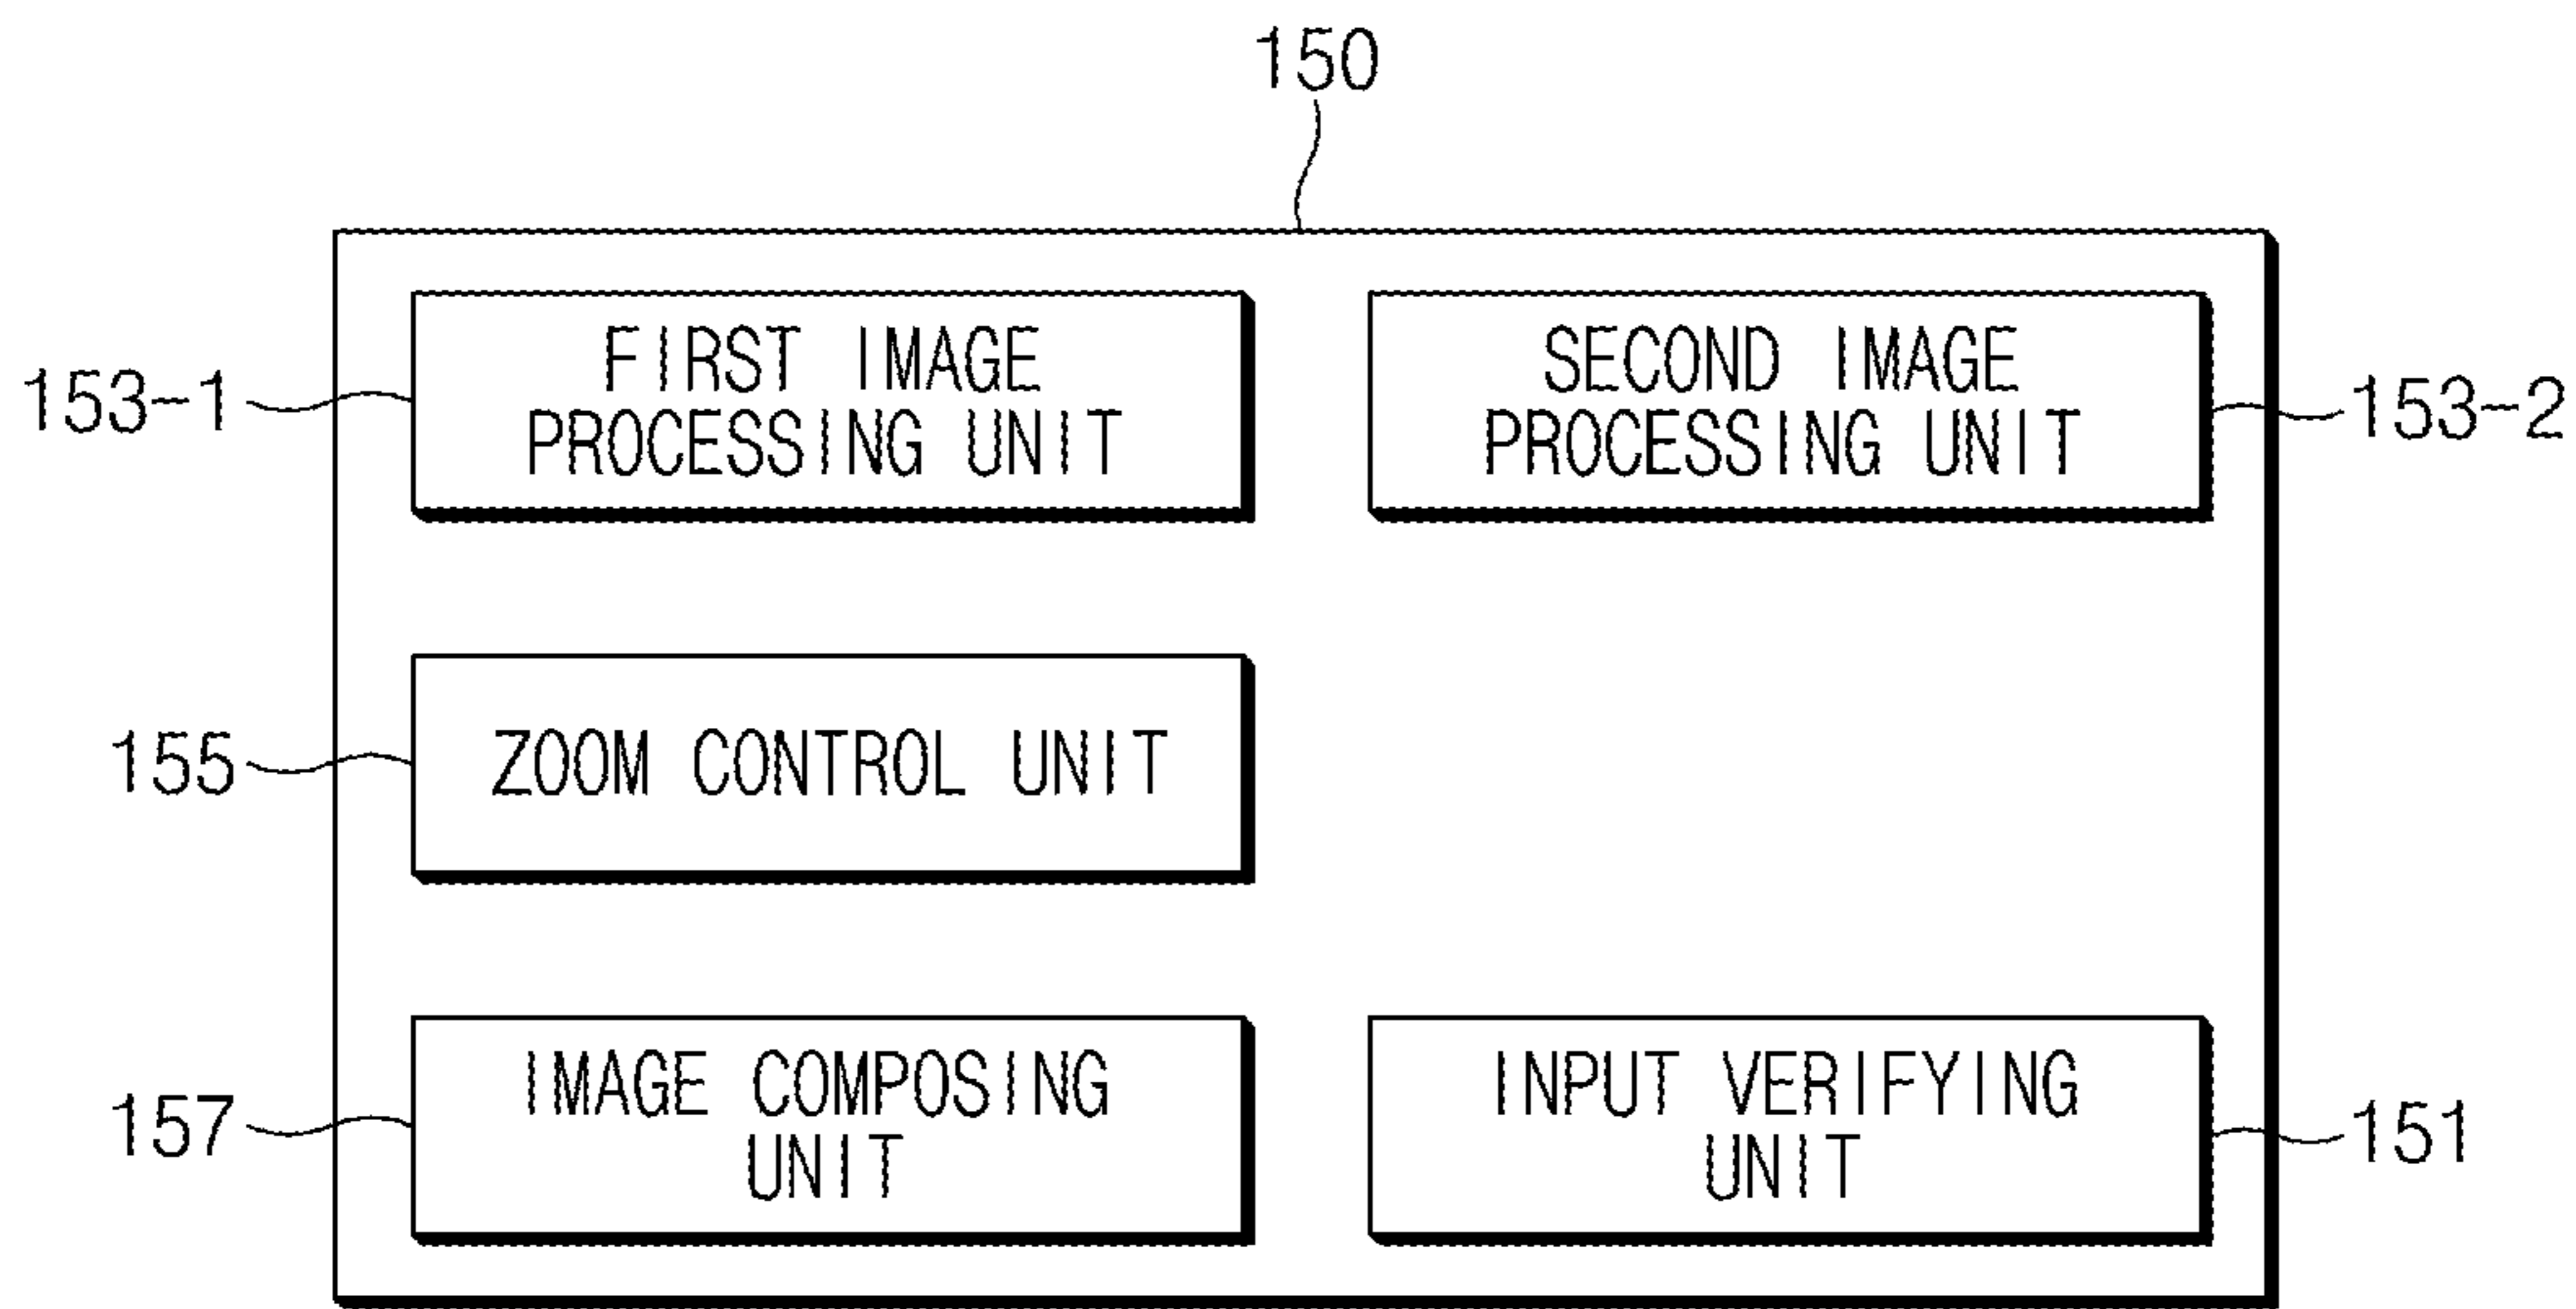 150
FIRST IMAGE
PROCESSING UNIT
SECOND IMAGE
PROCESSING UNIT
153-1
153-2
155
ZOOM CONTROL UNIT
157
IMAGE COMPOSING
UNIT
INPUT VERIFYING
UNIT
151